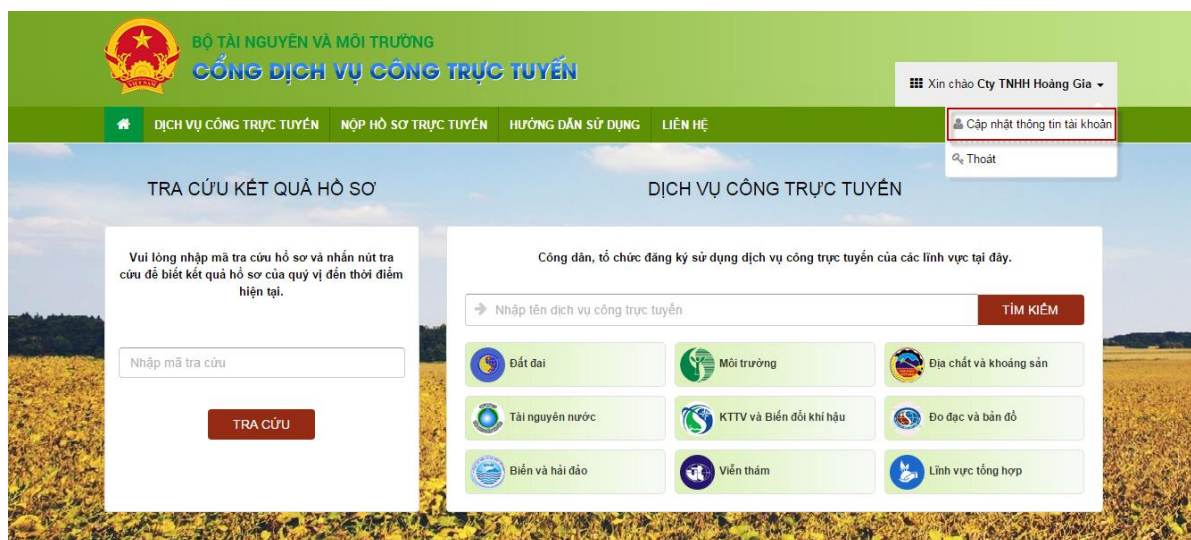 BỘ TÀI NGUYÊN VÀ MÔI TRƯỜNG
CỔNG DỊCH VỤ CÔNG TRỰC TUYẾN
VIỆT NAM
Xin chào Cty TNHH Hoàng Gia
DỊCH VỤ CÔNG TRỰC TUYẾN NỘP HỒ SƠ TRỰC TUYẾN HƯỚNG DẪN SỬ DỤNG LIÊN HỆ
Cập nhật thông tin tài khoản
Thoát
TRA CỨU KẾT QUẢ HỒ SƠ
Vui lòng nhập mã tra cứu hồ sơ và nhấn nút tra
cứu để biết kết quả hồ sơ của quý vị đến thời điểm
hiện tại.
Nhập mã tra cứu
TRA CỨU
DỊCH VỤ CÔNG TRỰC TUYẾN
Công dân, tổ chức đăng ký sử dụng dịch vụ công trực tuyến của các lĩnh vực tại đây.
Nhập tên dịch vụ công trực tuyến
TÌM KIẾM
Đất đai
Môi trường
Địa chất và khoáng sản
Tài nguyên nước
KTTV và Biến đổi khí hậu
Đo đạc và bản đồ
Biển và hải đảo
Viễn thám
Lĩnh vực tổng hợp